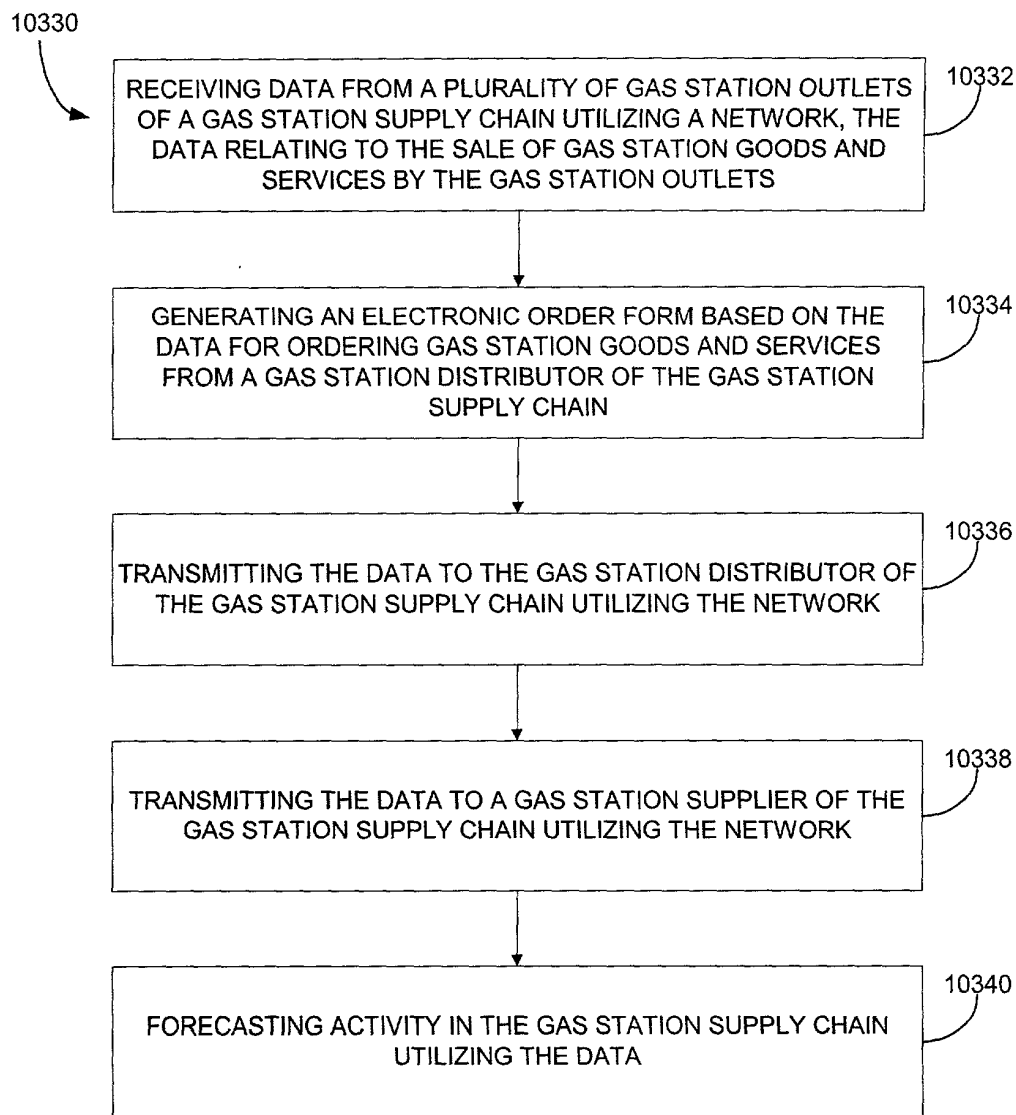 10330
10332
RECEIVING DATA FROM A PLURALITY OF GAS STATION OUTLETS
OF A GAS STATION SUPPLY CHAIN UTILIZING A NETWORK, THE
DATA RELATING TO THE SALE OF GAS STATION GOODS AND
SERVICES BY THE GAS STATION OUTLETS
10334
GENERATING AN ELECTRONIC ORDER FORM BASED ON THE
DATA FOR ORDERING GAS STATION GOODS AND SERVICES
FROM A GAS STATION DISTRIBUTOR OF THE GAS STATION
SUPPLY CHAIN
10336
TRANSMITTING THE DATA TO THE GAS STATION DISTRIBUTOR OF
THE GAS STATION SUPPLY CHAIN UTILIZING THE NETWORK
10338
TRANSMITTING THE DATA TO A GAS STATION SUPPLIER OF THE
GAS STATION SUPPLY CHAIN UTILIZING THE NETWORK
10340
FORECASTING ACTIVITY IN THE GAS STATION SUPPLY CHAIN
UTILIZING THE DATA